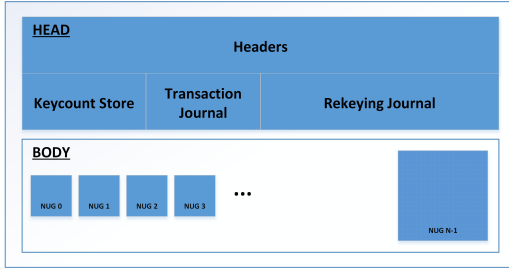 HEAD
Headers
Keycount Store
Transaction
Journal
Rekeying Journal
BODY
NUG 0
NUG 1
NUG 2
NUG 3
...
NUG N-1